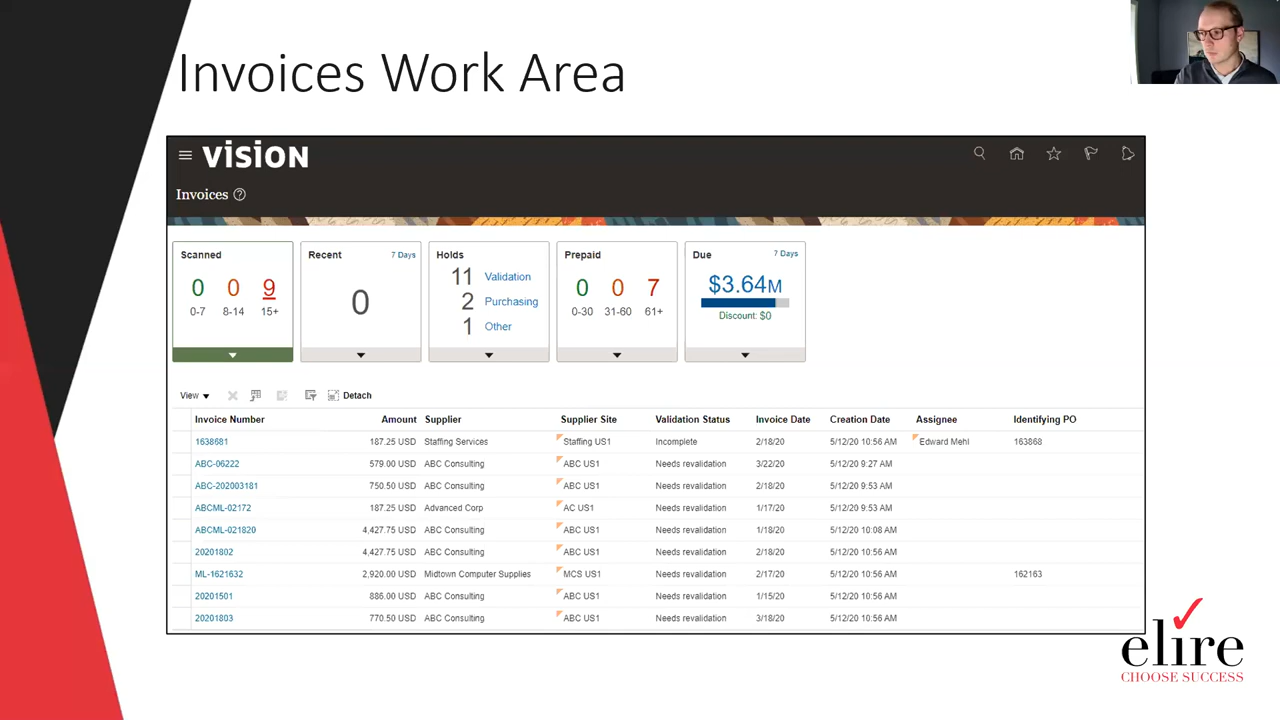 Invoices Work Area
VISION
Invoices ?
Scanned
0 0 9
0-7 8-14 15+
Recent 7 Days
0
Holds
11 Validation
2 Purchasing
1 Other
Prepaid
0 0 7
0-30 31-60 61+
Due 7 Days
$3.64M
Discount: $0
View Detach
Invoice Number Amount Supplier Supplier Site Validation Status Invoice Date Creation Date Assignee Identifying PO
1638681 187.25 USD Staffing Services Staffing US1 Incomplete 2/18/20 5/12/20 10:56 AM Edward Mehl 163868
ABC-06222 579.00 USD ABC Consulting ABC US1 Needs revalidation 3/22/20 5/12/20 9:27 AM
ABC-202003181 750.50 USD ABC Consulting ABC US1 Needs revalidation 2/18/20 5/12/20 9:53 AM
ABCML-02172 187.25 USD Advanced Corp AC US1 Needs revalidation 1/17/20 5/12/20 9:53 AM
ABCML-021820 4,427.75 USD ABC Consulting ABC US1 Needs revalidation 1/18/20 5/12/20 10:08 AM
20201802 4,427.75 USD ABC Consulting ABC US1 Needs revalidation 2/18/20 5/12/20 10:56 AM
ML-1621632 2,920.00 USD Midtown Computer Supplies MCS US1 Needs revalidation 2/17/20 5/12/20 10:56 AM 162163
20201501 886.00 USD ABC Consulting ABC US1 Needs revalidation 1/15/20 5/12/20 10:56 AM
20201803 770.50 USD ABC Consulting ABC US1 Needs revalidation 3/18/20 5/12/20 10:56 AM
elire
CHOOSE SUCCESS